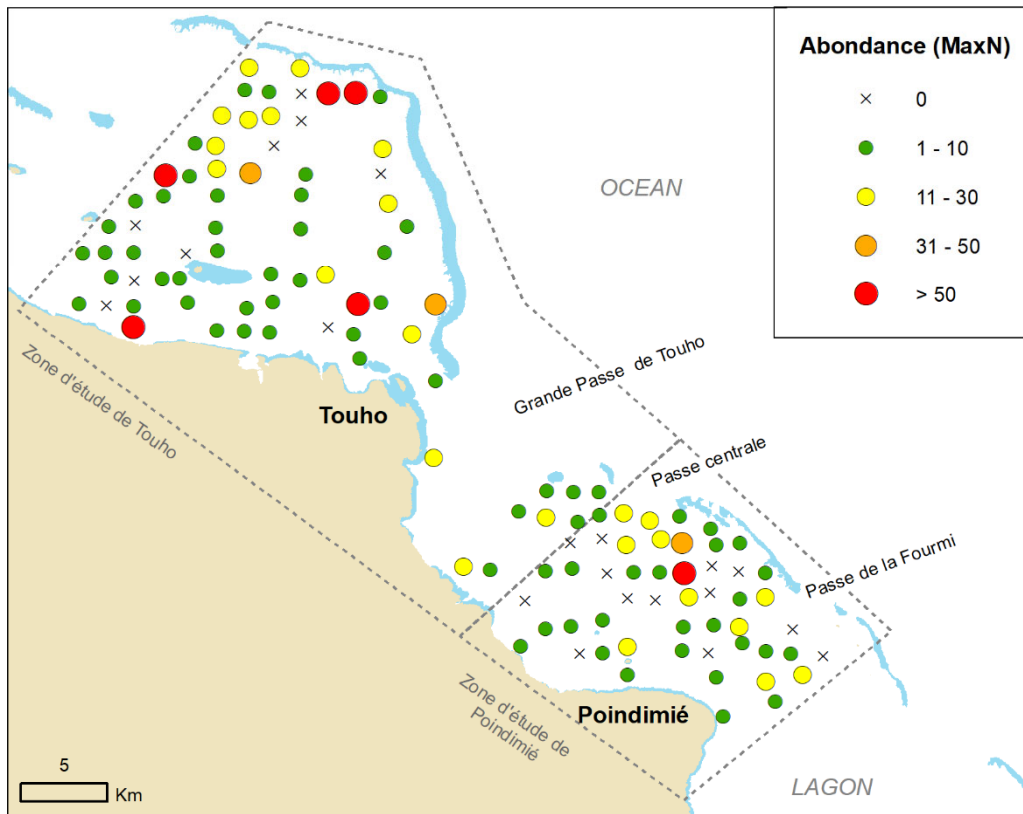 Abondance (MaxN)
0
1 - 10
11 - 30
31 - 50
> 50
OCEAN
Grande Passe de Touho
Zone d'étude de Touho
Touho
Passe centrale
Passe de la Fourmi
Zone d'étude de
Poindimié
Poindimié
5
Km
LAGON